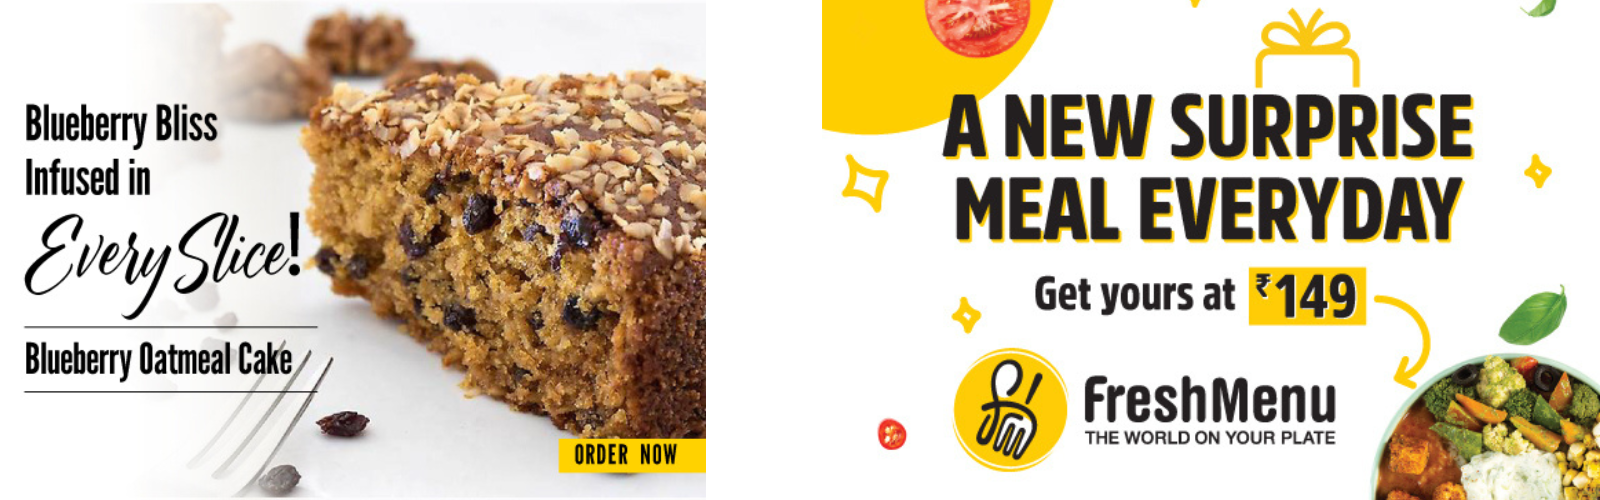 Blueberry Bliss
Infused in
Every Slice!
Blueberry Oatmeal Cake
ORDER NOW
A NEW SURPRISE
MEAL EVERYDAY
Get yours at ₹149
fm
FreshMenu
THE WORLD ON YOUR PLATE